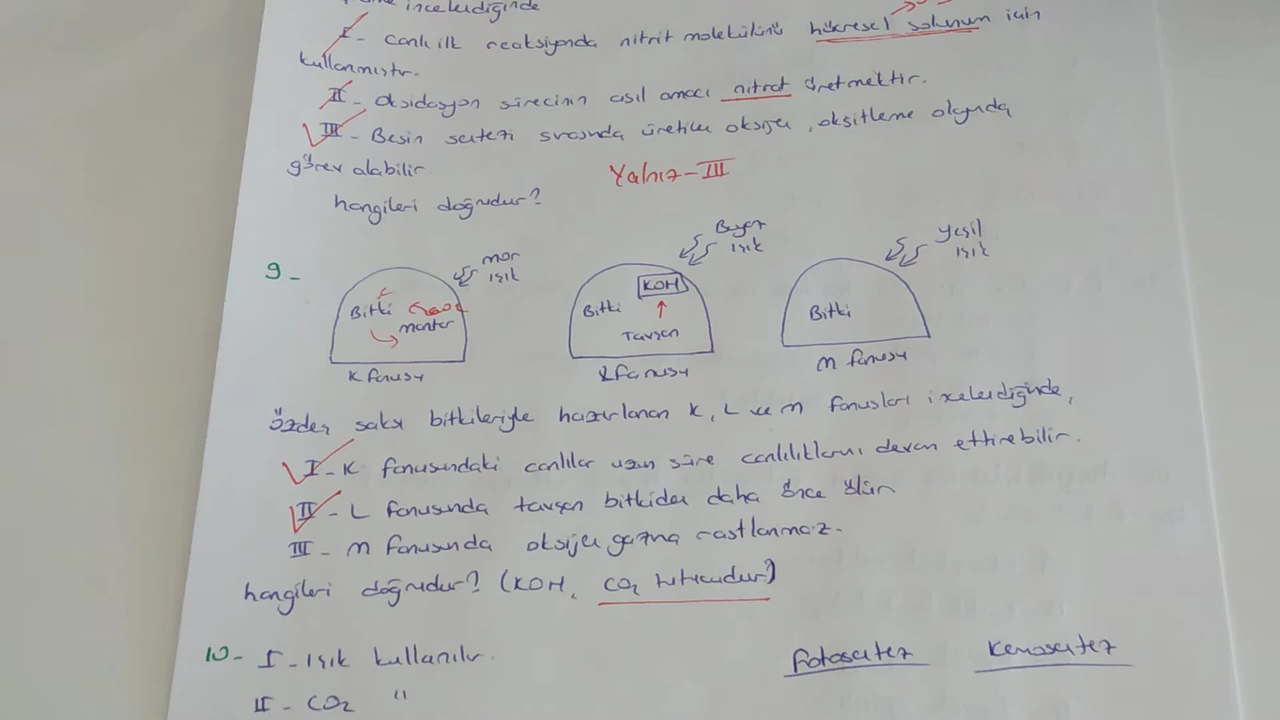 incelendiğinde
I - canlı ilk reaksiyonda nitrit molekülünü hücresel solunum için
kullanmıştır.
II - Oksidasyon sürecinin asıl amacı nitrat üretmektir.
III - Besin sentezi sırasında üretilen oksijen, oksitleme olayında
görev alabilir.
Yalnız-III
hangileri doğrudur?
9-
mor
ışık
Bitki
mantar
K fanusu
Beyaz
ışık
KOH
Bitki
Tavşan
L fanusu
Yeşil
ışık
Bitki
M fanusu
Özdeş saksı bitkileriyle hazırlanan K, L ve M fanusları incelendiğinde,
I - K fanusundaki canlılar uzun süre canlılıklarını devam ettirebilir.
II - L fanusunda tavşan bitkiden daha önce ölür
III - M fanusunda oksijen gazına rastlanmaz.
hangileri doğrudur? (KOH, CO₂ tutucudur)
10- I - Işık kullanılır.
Fotosentez Kemosentez
II - CO₂ "